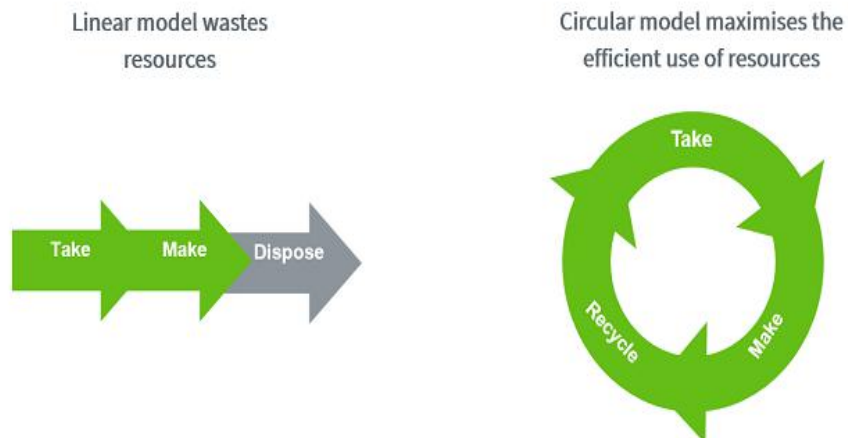 Linear model wastes
resources
Take
Make
Dispose
Circular model maximises the
efficient use of resources
Take
Make
Recycle